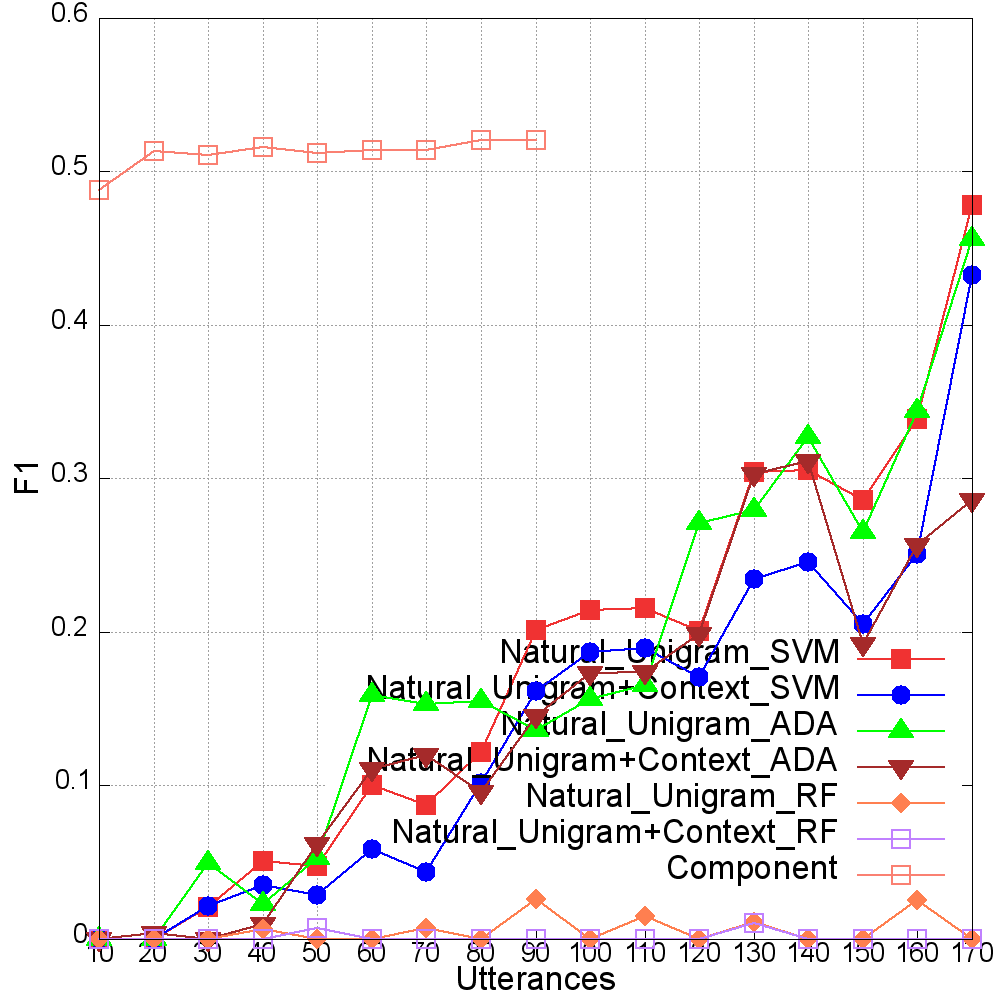 0.6
0.5
0.4
F1
0.3
0.2
Natural_Unigram_SVM
Natural_Unigram+Context_SVM
Natural_Unigram_ADA
Natural_Unigram+Context_ADA
0.1
Natural_Unigram_RF
Natural_Unigram+Context_RF
Component
0
10 20 30 40 50 60 70 80 90 100 110 120 130 140 150 160 170
Utterances